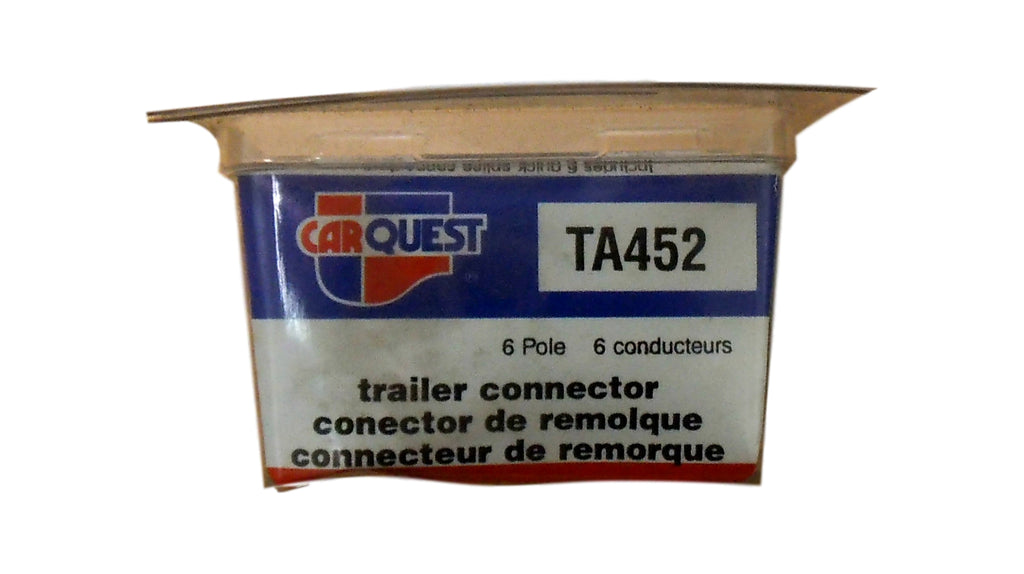 CARQUEST
TA452
6 Pole 6 conducteurs
trailer connector
conector de remolque
connecteur de remorque